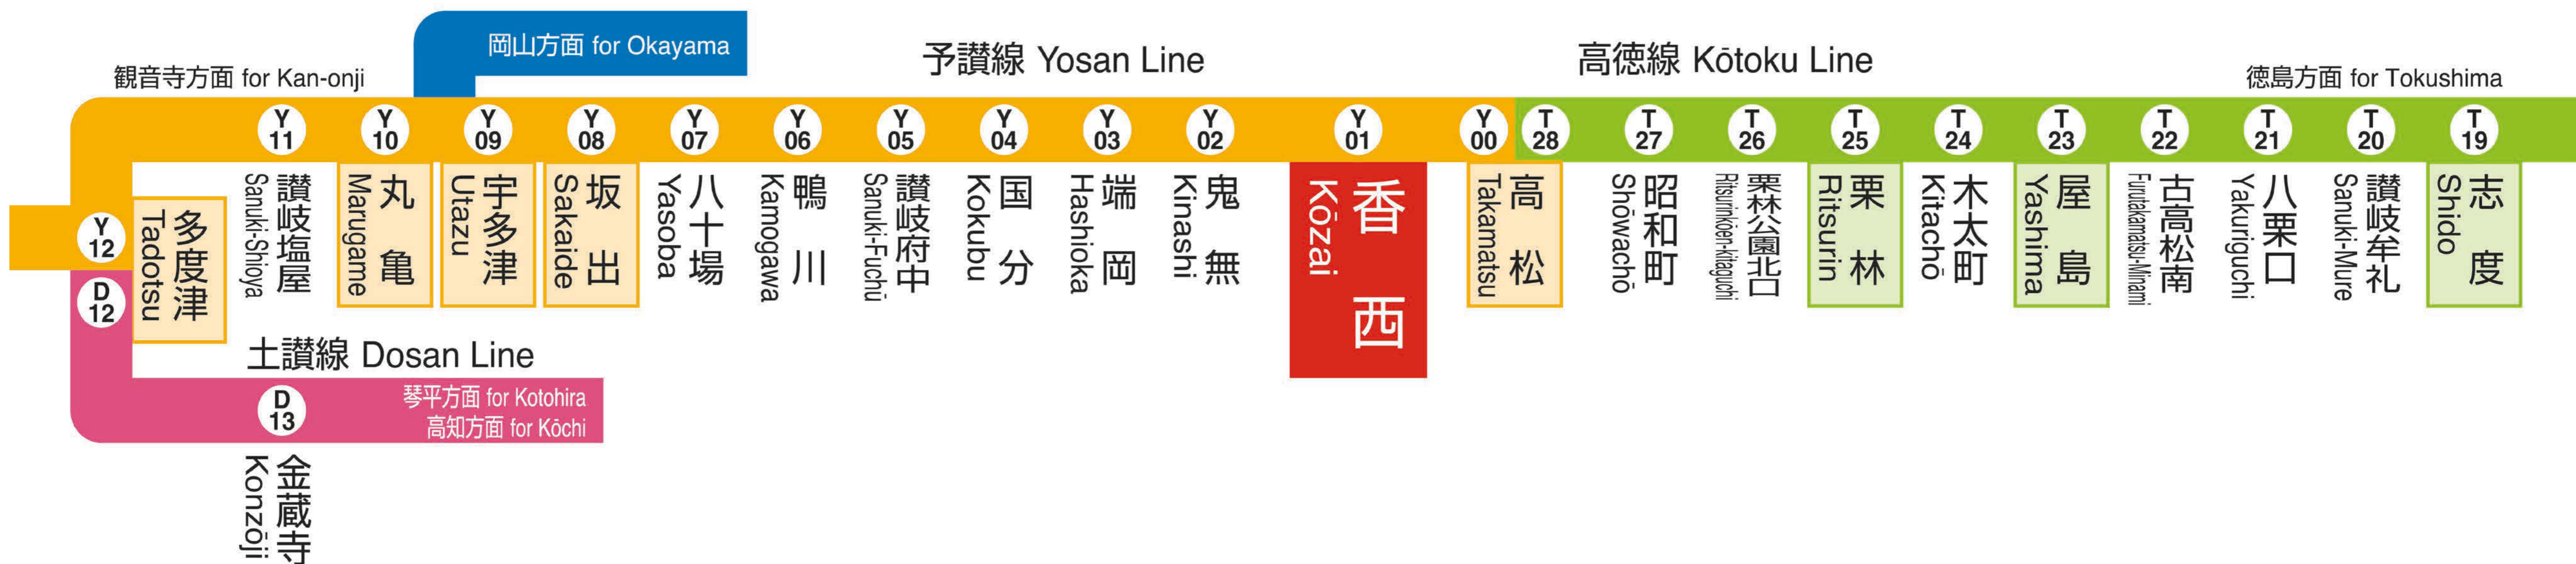 岡山方面 for Okayama
観音寺方面 for Kan-onji
予讃線 Yosan Line
高徳線 Kōtoku Line
徳島方面 for Tokushima
Y 12
D 12
多度津
Tadotsu
Y 11
讃岐塩屋
Sanuki-Shioya
Y 10
丸亀
Marugame
Y 09
宇多津
Utazu
Y 08
坂出
Sakaide
Y 07
八十場
Yasoba
Y 06
鴨川
Kamogawa
Y 05
讃岐府中
Sanuki-Fuchū
Y 04
国分
Kokubu
Y 03
端岡
Hashioka
Y 02
鬼無
Kinashi
Y 01
香西
Kōzai
Y 00
T 28
高松
Takamatsu
T 27
昭和町
Shōwachō
T 26
栗林公園北口
Ritsurinkōen-kitaguchi
T 25
栗林
Ritsurin
T 24
木太町
Kitachō
T 23
屋島
Yashima
T 22
古高松南
Furutakamatsu-Minami
T 21
八栗口
Yakuriguchi
T 20
讃岐牟礼
Sanuki-Mure
T 19
志度
Shido
土讃線 Dosan Line
D 13
琴平方面 for Kotohira
高知方面 for Kōchi
金蔵寺
Konzōji